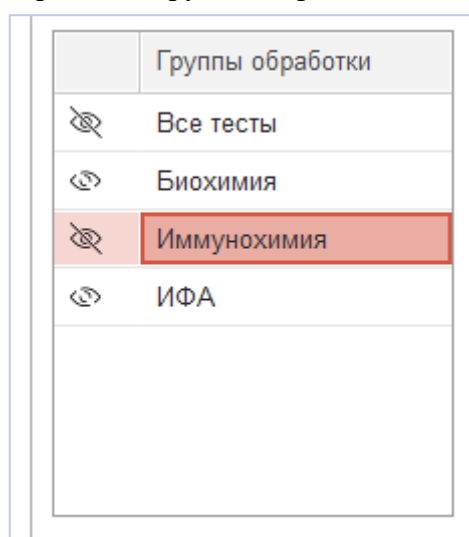 Группы обработки
Все тесты
Биохимия
Иммунохимия
ИФА